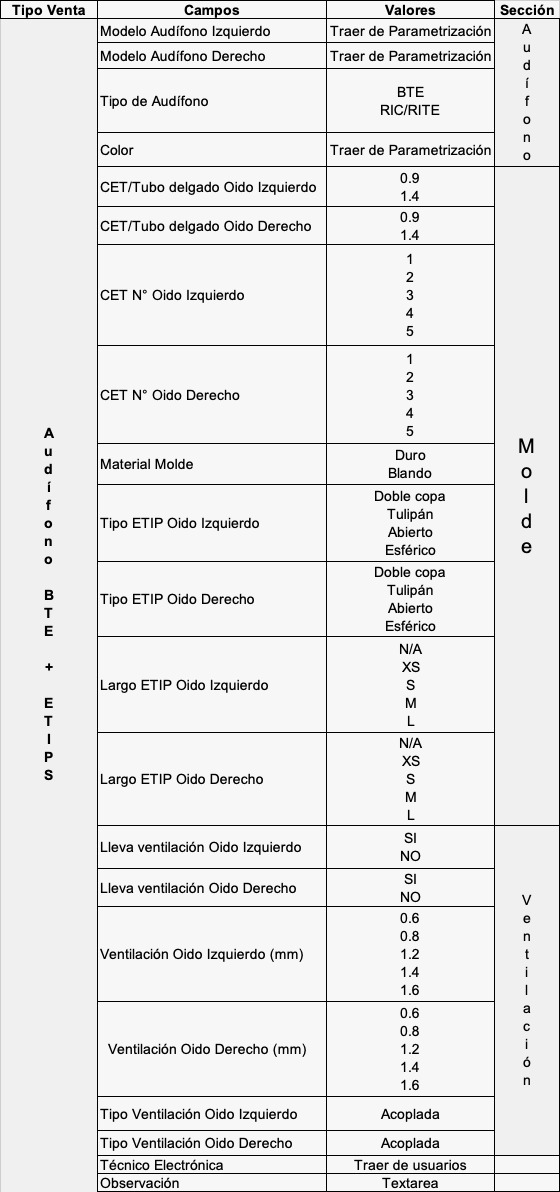 Tipo Venta Campos Valores Sección
Audífono BTE + ETIPS
Audífono
Modelo Audífono Izquierdo Traer de Parametrización
Modelo Audífono Derecho Traer de Parametrización
Tipo de Audífono
BTE
RIC/RITE
Color Traer de Parametrización
Molde
CET/Tubo delgado Oido Izquierdo
0.9
1.4
CET/Tubo delgado Oido Derecho
0.9
1.4
CET N° Oido Izquierdo
1
2
3
4
5
CET N° Oido Derecho
1
2
3
4
5
Material Molde
Duro
Blando
Tipo ETIP Oido Izquierdo
Doble copa
Tulipán
Abierto
Esférico
Tipo ETIP Oido Derecho
Doble copa
Tulipán
Abierto
Esférico
Largo ETIP Oido Izquierdo
N/A
XS
S
M
L
Largo ETIP Oido Derecho
N/A
XS
S
M
L
Ventilación
Lleva ventilación Oido Izquierdo
SI
NO
Lleva ventilación Oido Derecho
SI
NO
Ventilación Oido Izquierdo (mm)
0.6
0.8
1.2
1.4
1.6
Ventilación Oido Derecho (mm)
0.6
0.8
1.2
1.4
1.6
Tipo Ventilación Oido Izquierdo Acoplada
Tipo Ventilación Oido Derecho Acoplada
Técnico Electrónica Traer de usuarios
Observación Textarea